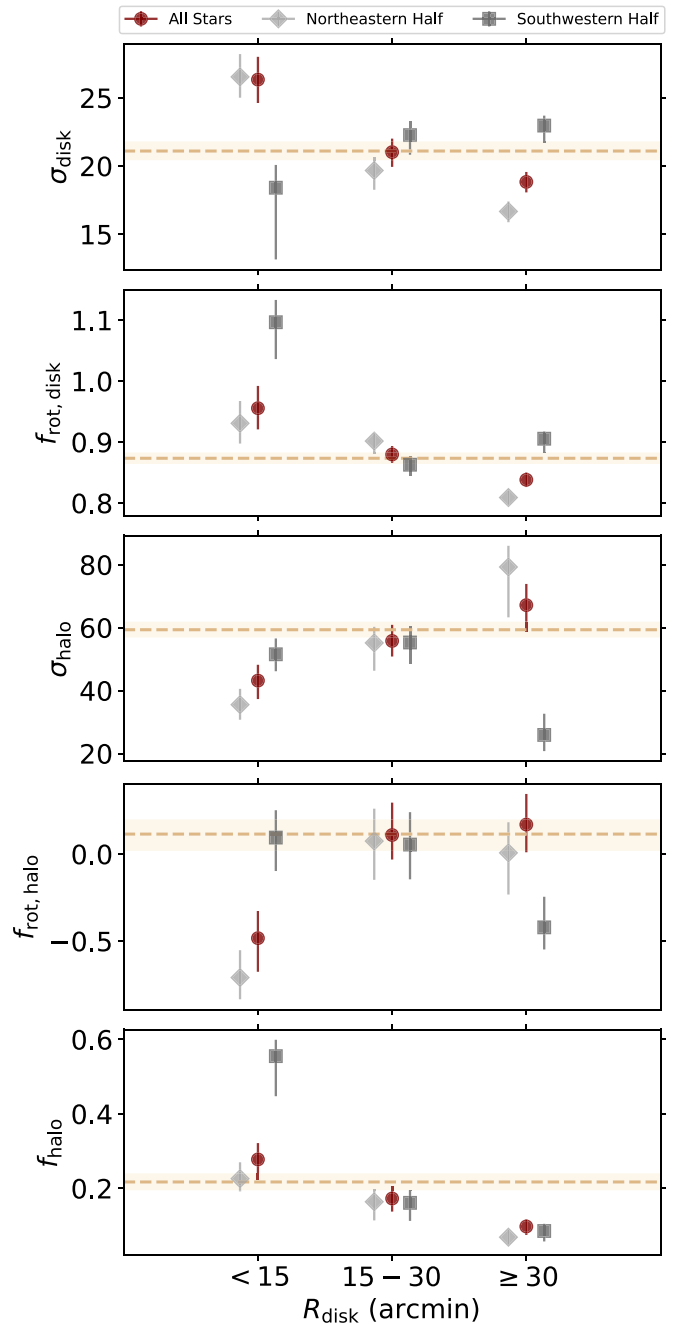 All Stars Northeastern Half Southwestern Half
25
20
15
σdisk
1.1
1.0
0.9
0.8
frot, disk
80
60
40
20
σhalo
0.0
−0.5
frot, halo
0.6
0.4
0.2
fhalo
< 15 15 − 30 ≥ 30
Rdisk (arcmin)